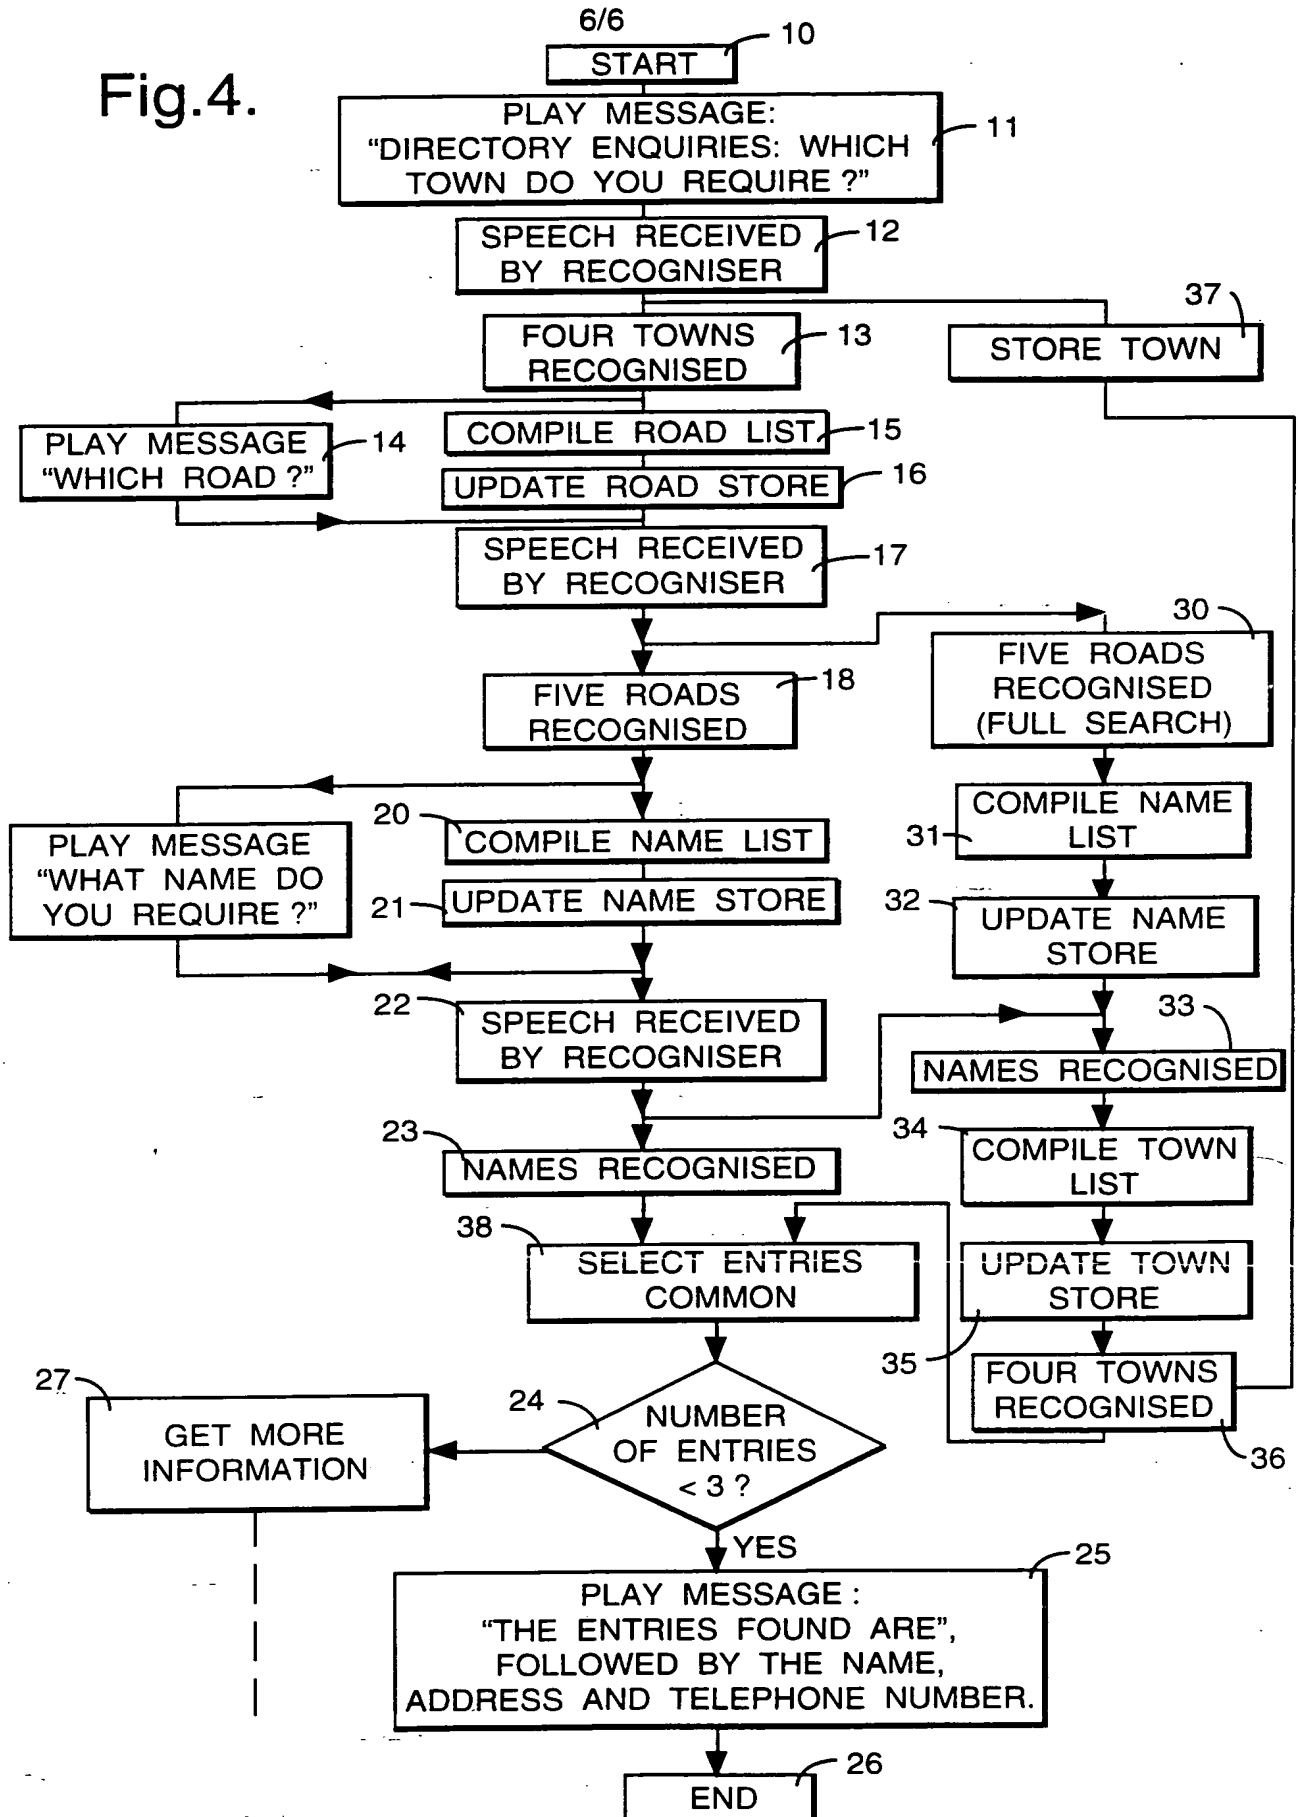 6/6
Fig.4.
10
START
PLAY MESSAGE:
“DIRECTORY ENQUIRIES: WHICH
TOWN DO YOU REQUIRE ?”
11
SPEECH RECEIVED
BY RECOGNISER
12
FOUR TOWNS
RECOGNISED
13
37
STORE TOWN
PLAY MESSAGE
“WHICH ROAD ?”
14
COMPILE ROAD LIST
15
UPDATE ROAD STORE
16
SPEECH RECEIVED
BY RECOGNISER
17
FIVE ROADS
RECOGNISED
18
30
FIVE ROADS
RECOGNISED
(FULL SEARCH)
PLAY MESSAGE
“WHAT NAME DO
YOU REQUIRE ?”
20
COMPILE NAME LIST
21
UPDATE NAME STORE
31
COMPILE NAME
LIST
32
UPDATE NAME
STORE
22
SPEECH RECEIVED
BY RECOGNISER
33
NAMES RECOGNISED
23
NAMES RECOGNISED
34
COMPILE TOWN
LIST
38
SELECT ENTRIES
COMMON
UPDATE TOWN
STORE
35
FOUR TOWNS
RECOGNISED
36
27
GET MORE
INFORMATION
24
NUMBER
OF ENTRIES
< 3 ?
YES
25
PLAY MESSAGE :
“THE ENTRIES FOUND ARE”,
FOLLOWED BY THE NAME,
ADDRESS AND TELEPHONE NUMBER.
26
END